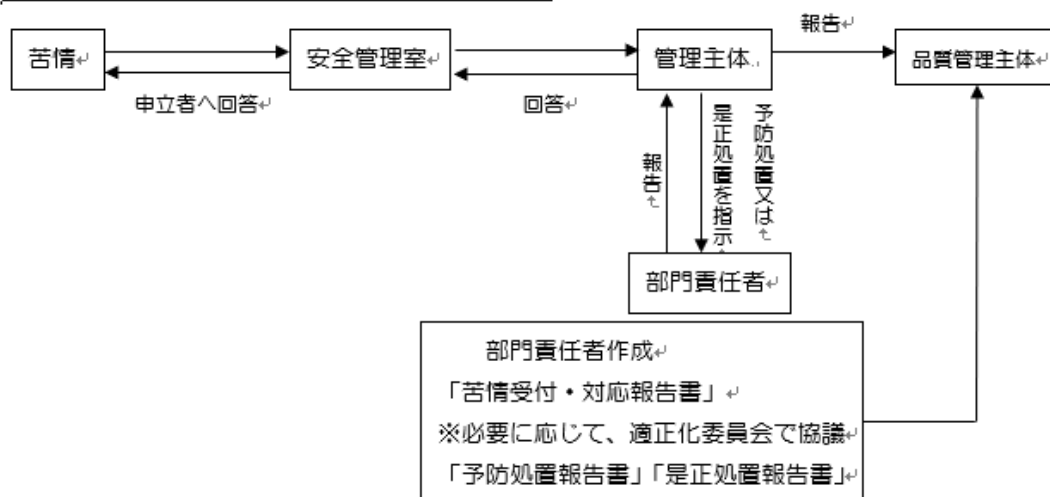 報告
苦情
安全管理室
管理主体
品質管理主体
申立者へ回答
回答
報告
予防処置又は
是正処置を指示
部門責任者
部門責任者作成
「苦情受付・対応報告書」
※必要に応じて、適正化委員会で協議
「予防処置報告書」「是正処置報告書」